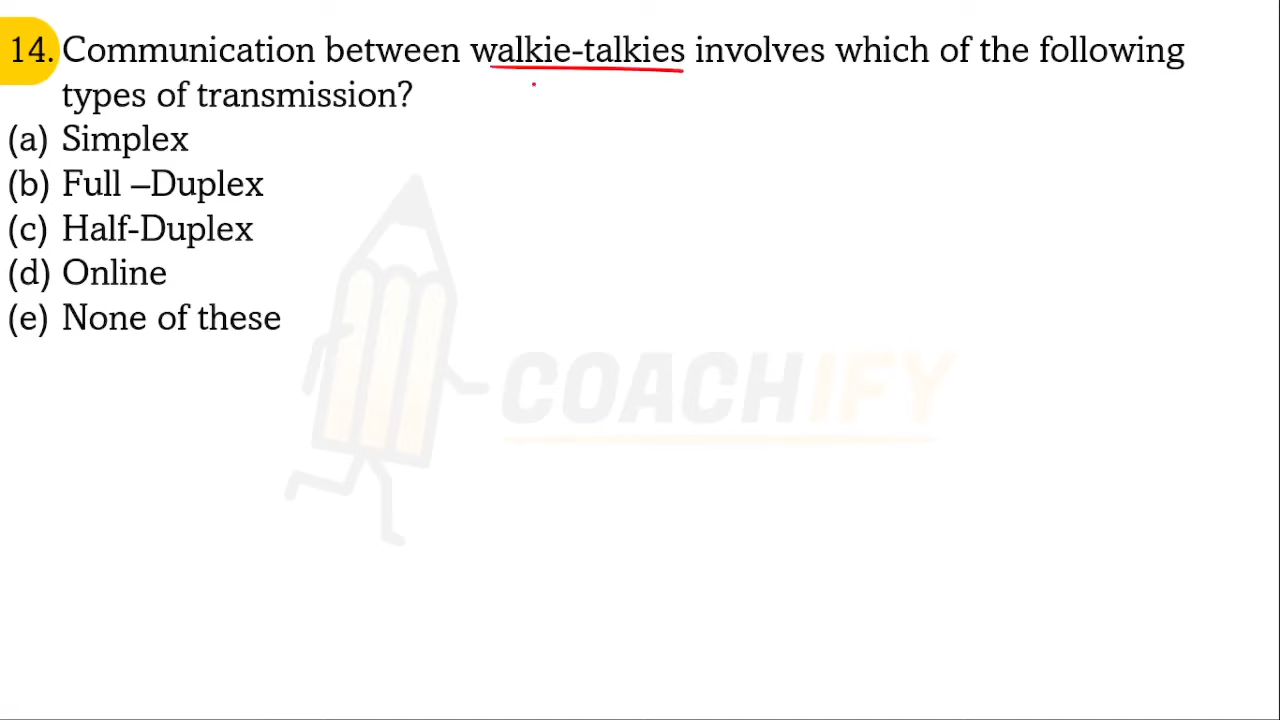 14. Communication between walkie-talkies involves which of the following
types of transmission?
(a) Simplex
(b) Full –Duplex
(c) Half-Duplex
(d) Online
(e) None of these
COACHIFY